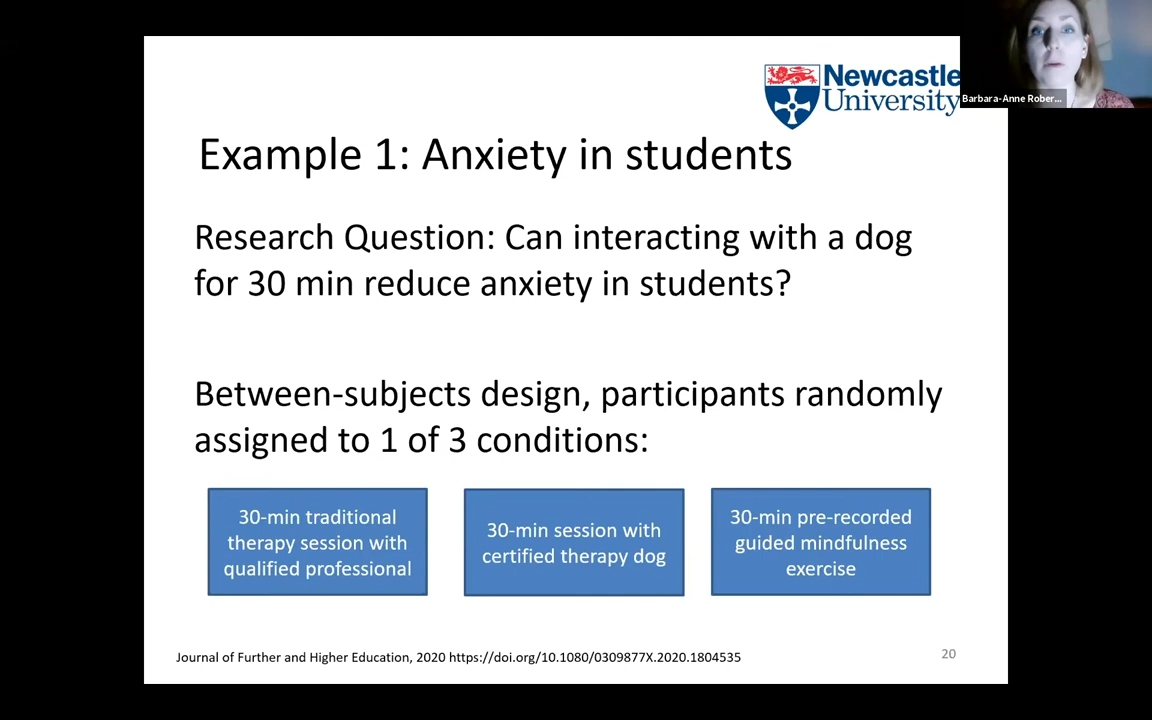 Newcastle
University
Barbara-Anne Rober...
Example 1: Anxiety in students
Research Question: Can interacting with a dog
for 30 min reduce anxiety in students?
Between-subjects design, participants randomly
assigned to 1 of 3 conditions:
30-min traditional
therapy session with
qualified professional
30-min session with
certified therapy dog
30-min pre-recorded
guided mindfulness
exercise
Journal of Further and Higher Education, 2020 https://doi.org/10.1080/0309877X.2020.1804535
20